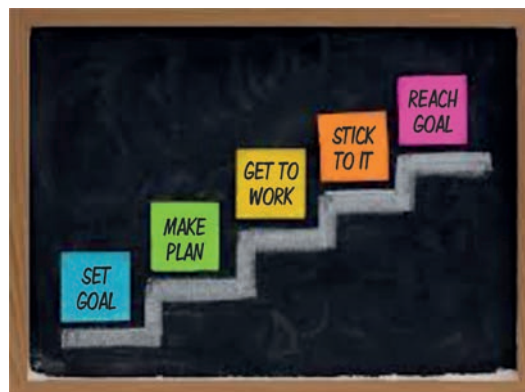 SET
GOAL
MAKE
PLAN
GET TO
WORK
STICK
TO IT
REACH
GOAL